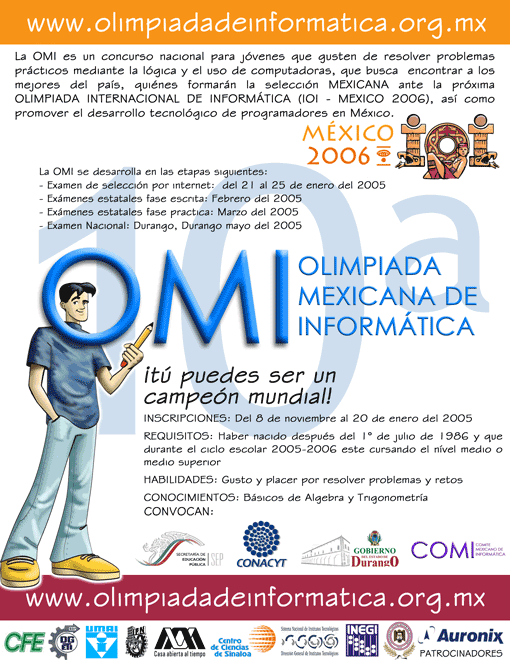 www.olimpiadadeinformatica.org.mx
La OMI es un concurso nacional para jóvenes que gusten de resolver problemas
prácticos mediante la lógica y el uso de computadoras, que busca encontrar a los
mejores del país, quiénes formarán la selección MEXICANA ante la próxima
OLIMPIADA INTERNACIONAL DE INFORMÁTICA (IOI - MEXICO 2006), así como
promover el desarrollo tecnológico de programadores en México.
MÉXICO
2006
ioi
La OMI se desarrolla en las etapas siguientes:
- Examen de selección por internet: del 21 al 25 de enero del 2005
- Exámenes estatales fase escrita: Febrero del 2005
- Exámenes estatales fase practica: Marzo del 2005
- Examen Nacional: Durango, Durango mayo del 2005
10a
OMI
OLIMPIADA
MEXICANA DE
INFORMÁTICA
¡tú puedes ser un
campeón mundial!
INSCRIPCIONES: Del 8 de noviembre al 20 de enero del 2005
REQUISITOS: Haber nacido después del 1° de julio de 1986 y que
durante el ciclo escolar 2005-2006 este cursando el nivel medio o
medio superior
HABILIDADES: Gusto y placer por resolver problemas y retos
CONOCIMIENTOS: Básicos de Algebra y Trigonometría
CONVOCAN:
SECRETARÍA DE
EDUCACIÓN
PÚBLICA
SEP
CONACYT
GOBIERNO
DEL ESTADO DE
DURANGO
COMI
COMITE
MEXICANO DE
INFORMATICA
www.olimpiadadeinformatica.org.mx
CFE
UMAI
IPN
Casa abierta al tiempo
Centro
de Ciencias
de Sinaloa
Sistema Nacional de Institutos Tecnológicos
Dirección General de Institutos Tecnológicos
INEGI
Auronix
PATROCINADORES